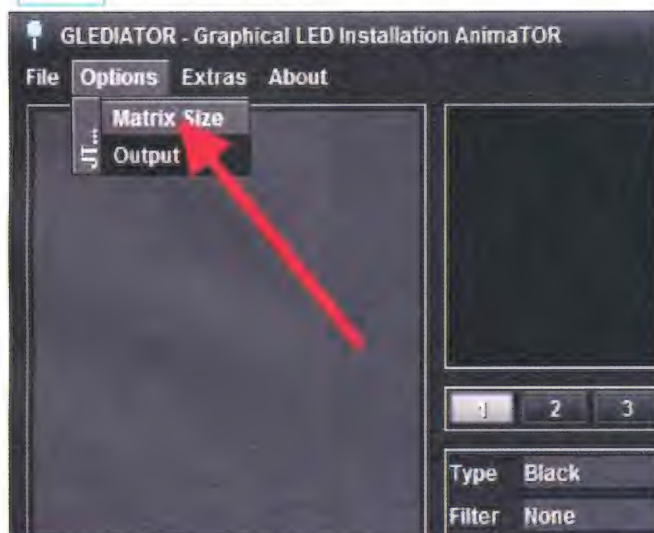 GLEDIATOR - Graphical LED Installation AnimaTOR
File Options Extras About
Matrix Size
JT...
Output
1 2 3
Type Black
Filter None